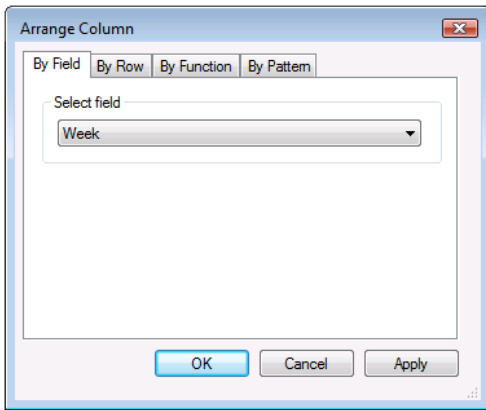 Arrange Column
By Field By Row By Function By Pattern
Select field
Week
OK Cancel Apply